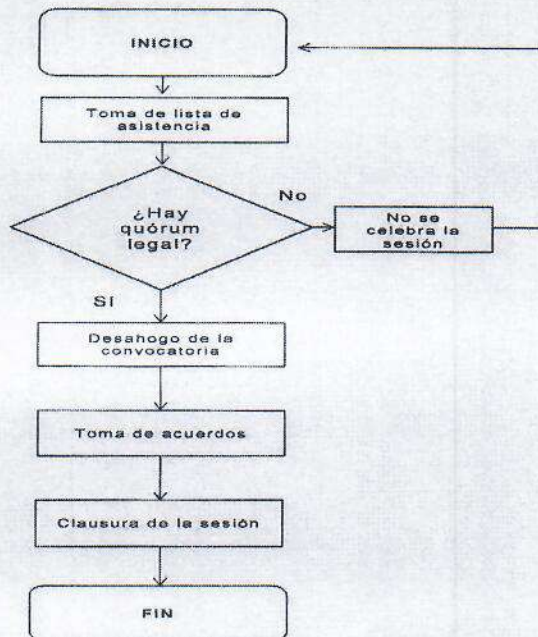 INICIO
Toma de lista de
asistencia
¿Hay
quórum
legal?
No
No se
celebra la
sesión
SI
Desahogo de la
convocatoria
Toma de acuerdos
Clausura de la sesión
FIN